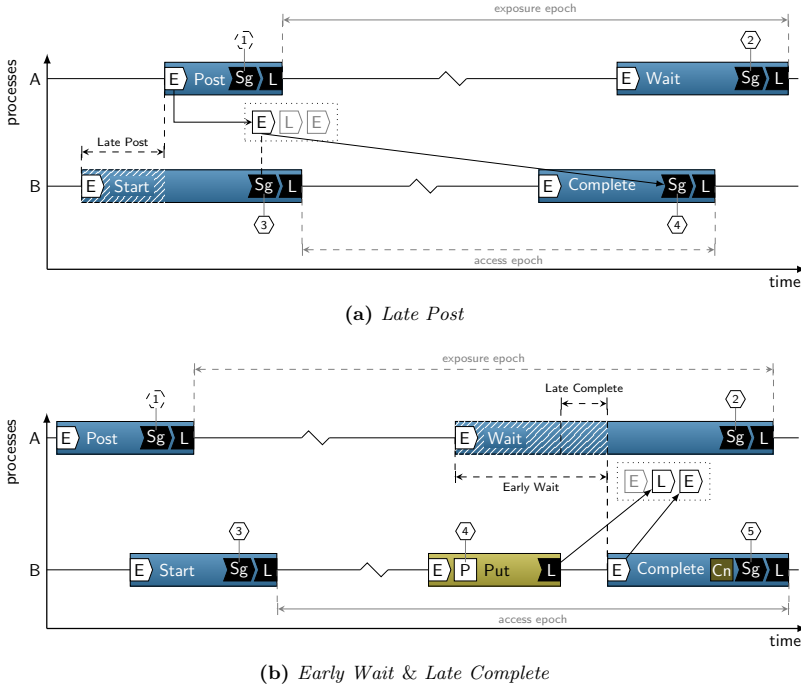 exposure epoch
1
2
processes
A
E Post Sg L
E Wait Sg L
E L E
Late Post
B
E Start Sg L
E Complete Sg L
3
4
access epoch
time
(a) Late Post
exposure epoch
Late Complete
1
2
processes
A
E Post Sg L
E Wait Sg L
E L E
Early Wait
3
4
5
B
E Start Sg L
E P Put L
E Complete Cn Sg L
access epoch
time
(b) Early Wait & Late Complete